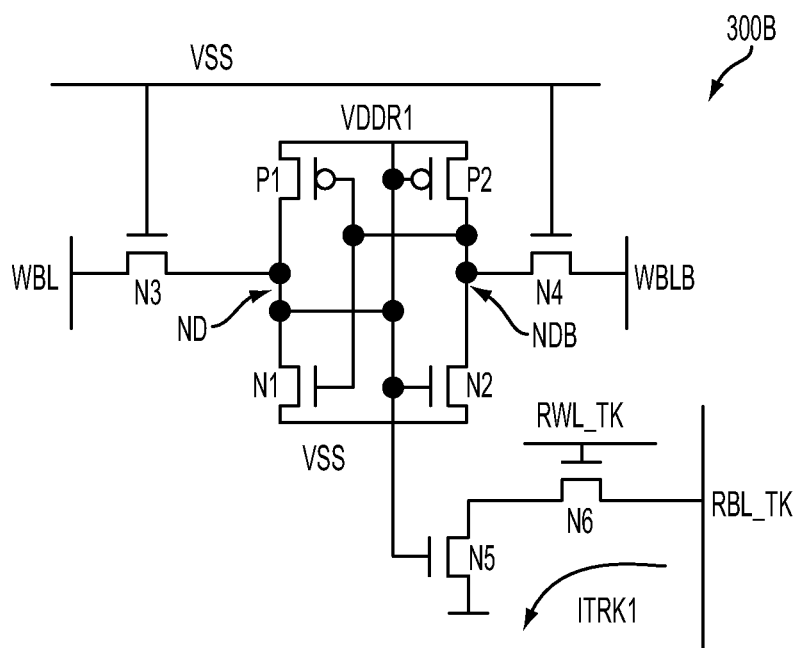 300B
VSS
VDDR1
P1
P2
WBL
N3
N4
WBLB
ND
NDB
N1
N2
VSS
RWL_TK
RBL_TK
N6
N5
ITRK1